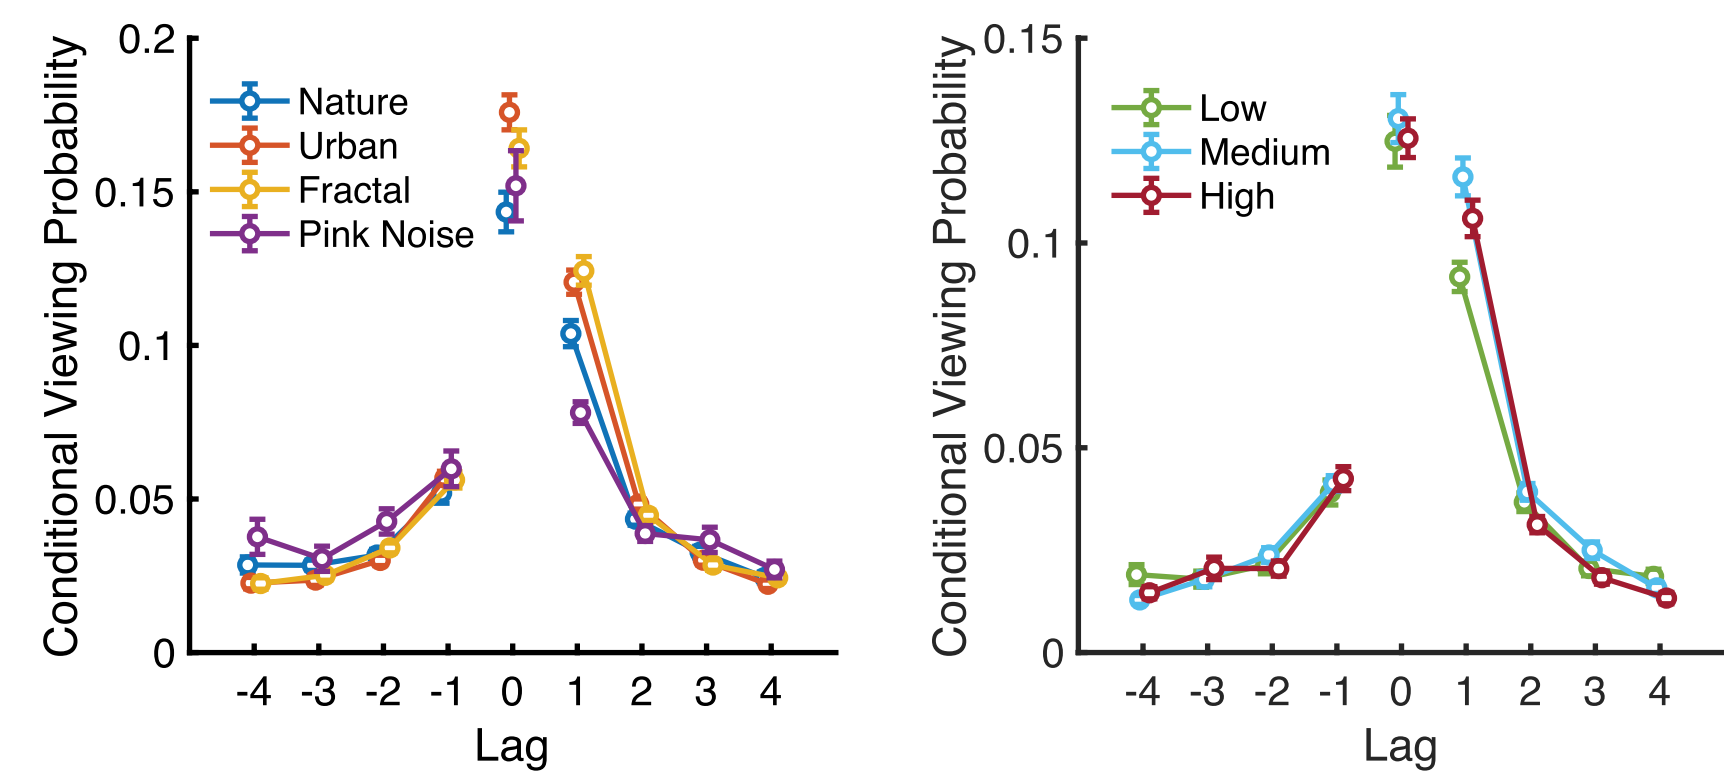 Conditional Viewing Probability
0.2
0.15
0.1
0.05
0
Nature
Urban
Fractal
Pink Noise
-4 -3 -2 -1 0 1 2 3 4
Lag
Conditional Viewing Probability
0.15
0.1
0.05
0
Low
Medium
High
-4 -3 -2 -1 0 1 2 3 4
Lag